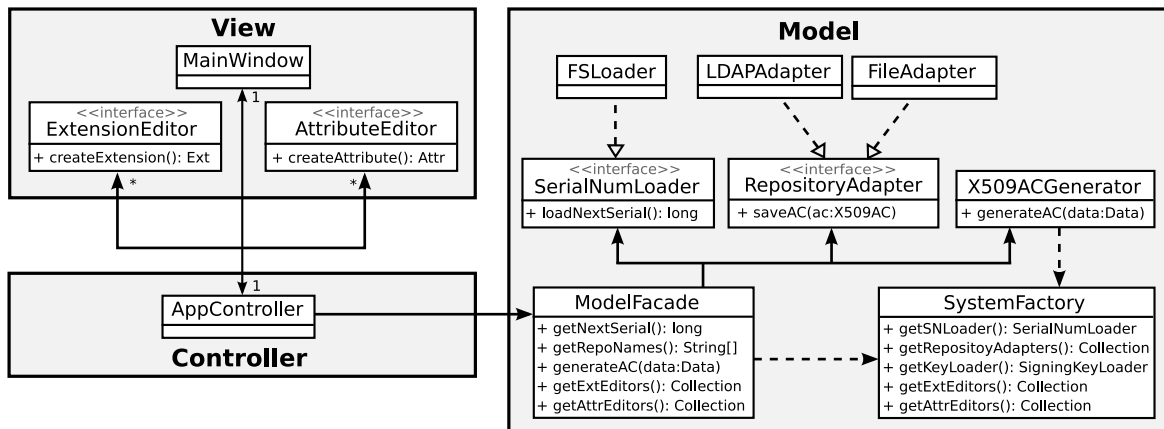 View
MainWindow
1
<<interface>>
ExtensionEditor
+ createExtension(): Ext
<<interface>>
AttributeEditor
+ createAttribute(): Attr
*
*
1
AppController
Controller
Model
FSLoader
LDAPAdapter
FileAdapter
<<interface>>
SerialNumLoader
+ loadNextSerial(): long
<<interface>>
RepositoryAdapter
+ saveAC(ac:X509AC)
X509ACGenerator
+ generateAC(data:Data)
ModelFacade
+ getNextSerial(): long
+ getRepoNames(): String[]
+ generateAC(data:Data)
+ getExtEditors(): Collection
+ getAttrEditors(): Collection
SystemFactory
+ getSNLoader(): SerialNumLoader
+ getRepositoyAdapters(): Collection
+ getKeyLoader(): SigningKeyLoader
+ getExtEditors(): Collection
+ getAttrEditors(): Collection